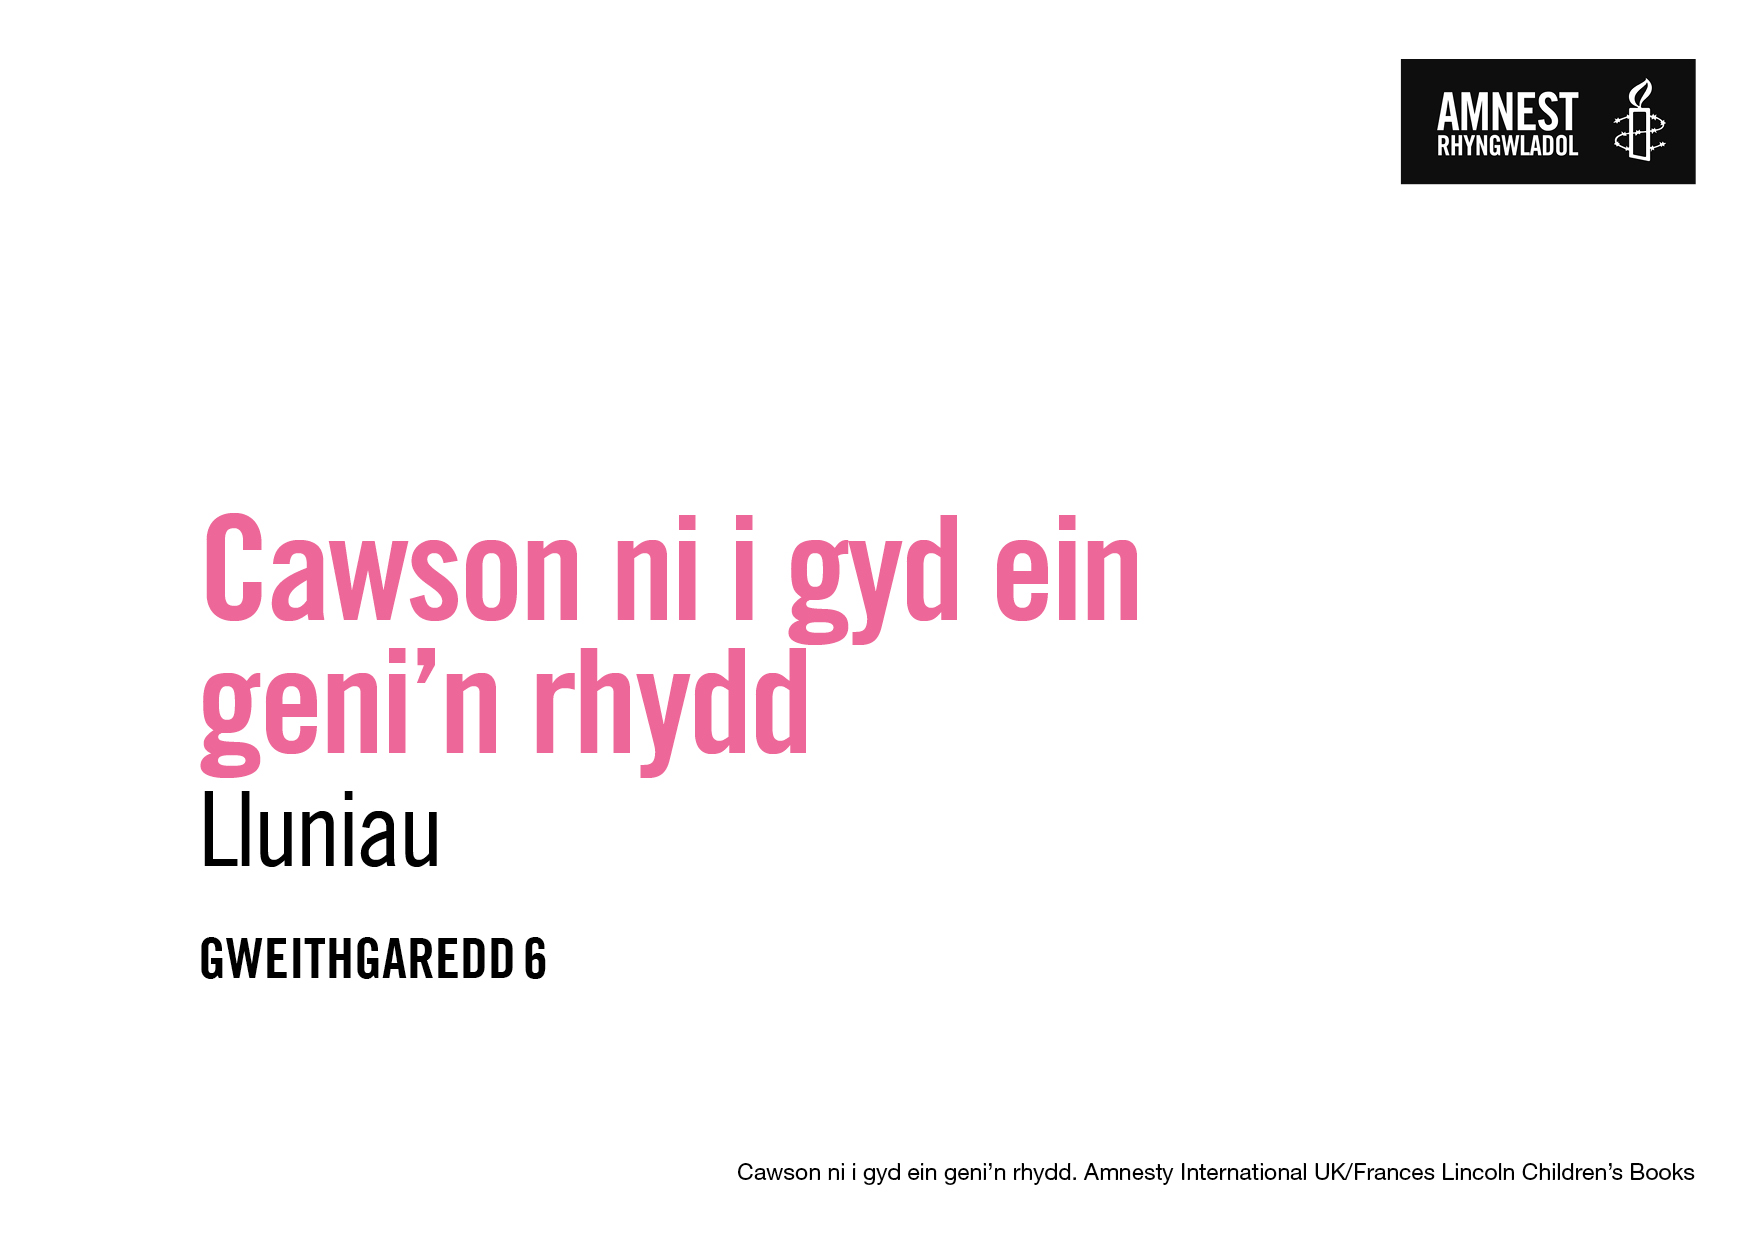 AMNEST
RHYNGWLADOL
Cawson ni i gyd ein
geni’n rhydd
Lluniau
GWEITHGAREDD 6
Cawson ni i gyd ein geni’n rhydd. Amnesty International UK/Frances Lincoln Children’s Books